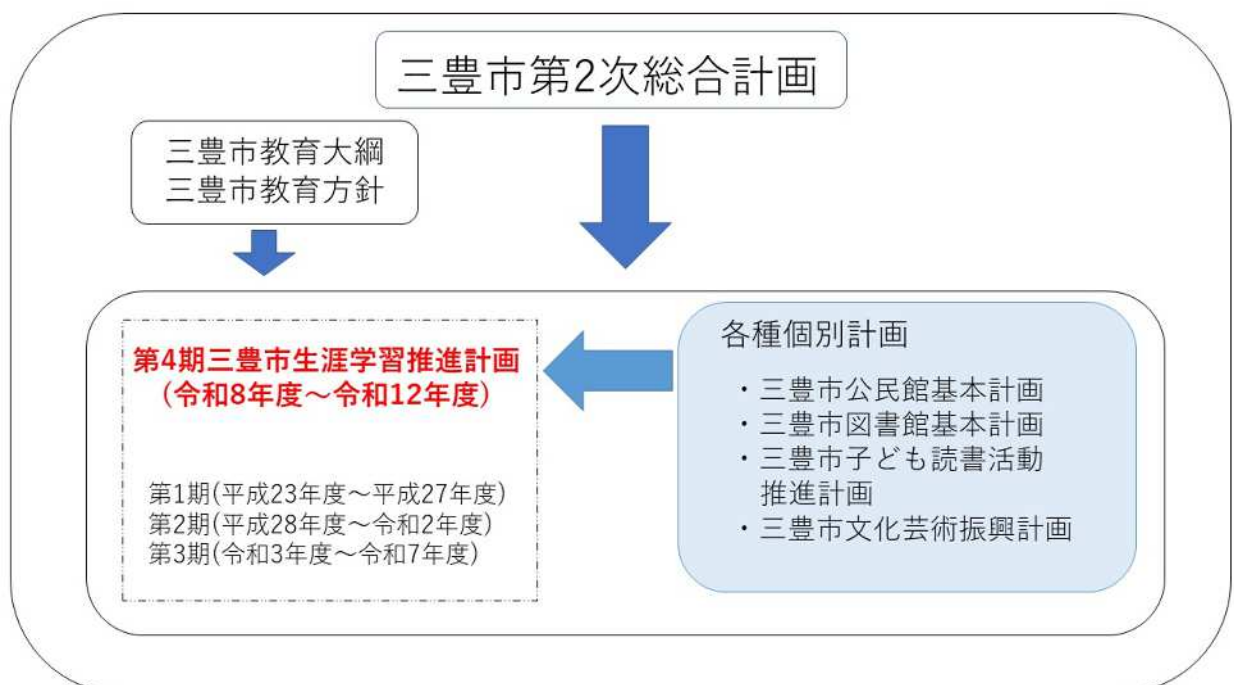 三豊市第2次総合計画
三豊市教育大綱
三豊市教育方針
第4期三豊市生涯学習推進計画
(令和8年度～令和12年度)
第1期(平成23年度～平成27年度)
第2期(平成28年度～令和2年度)
第3期(令和3年度～令和7年度)
各種個別計画
・三豊市公民館基本計画
・三豊市図書館基本計画
・三豊市子ども読書活動
推進計画
・三豊市文化芸術振興計画